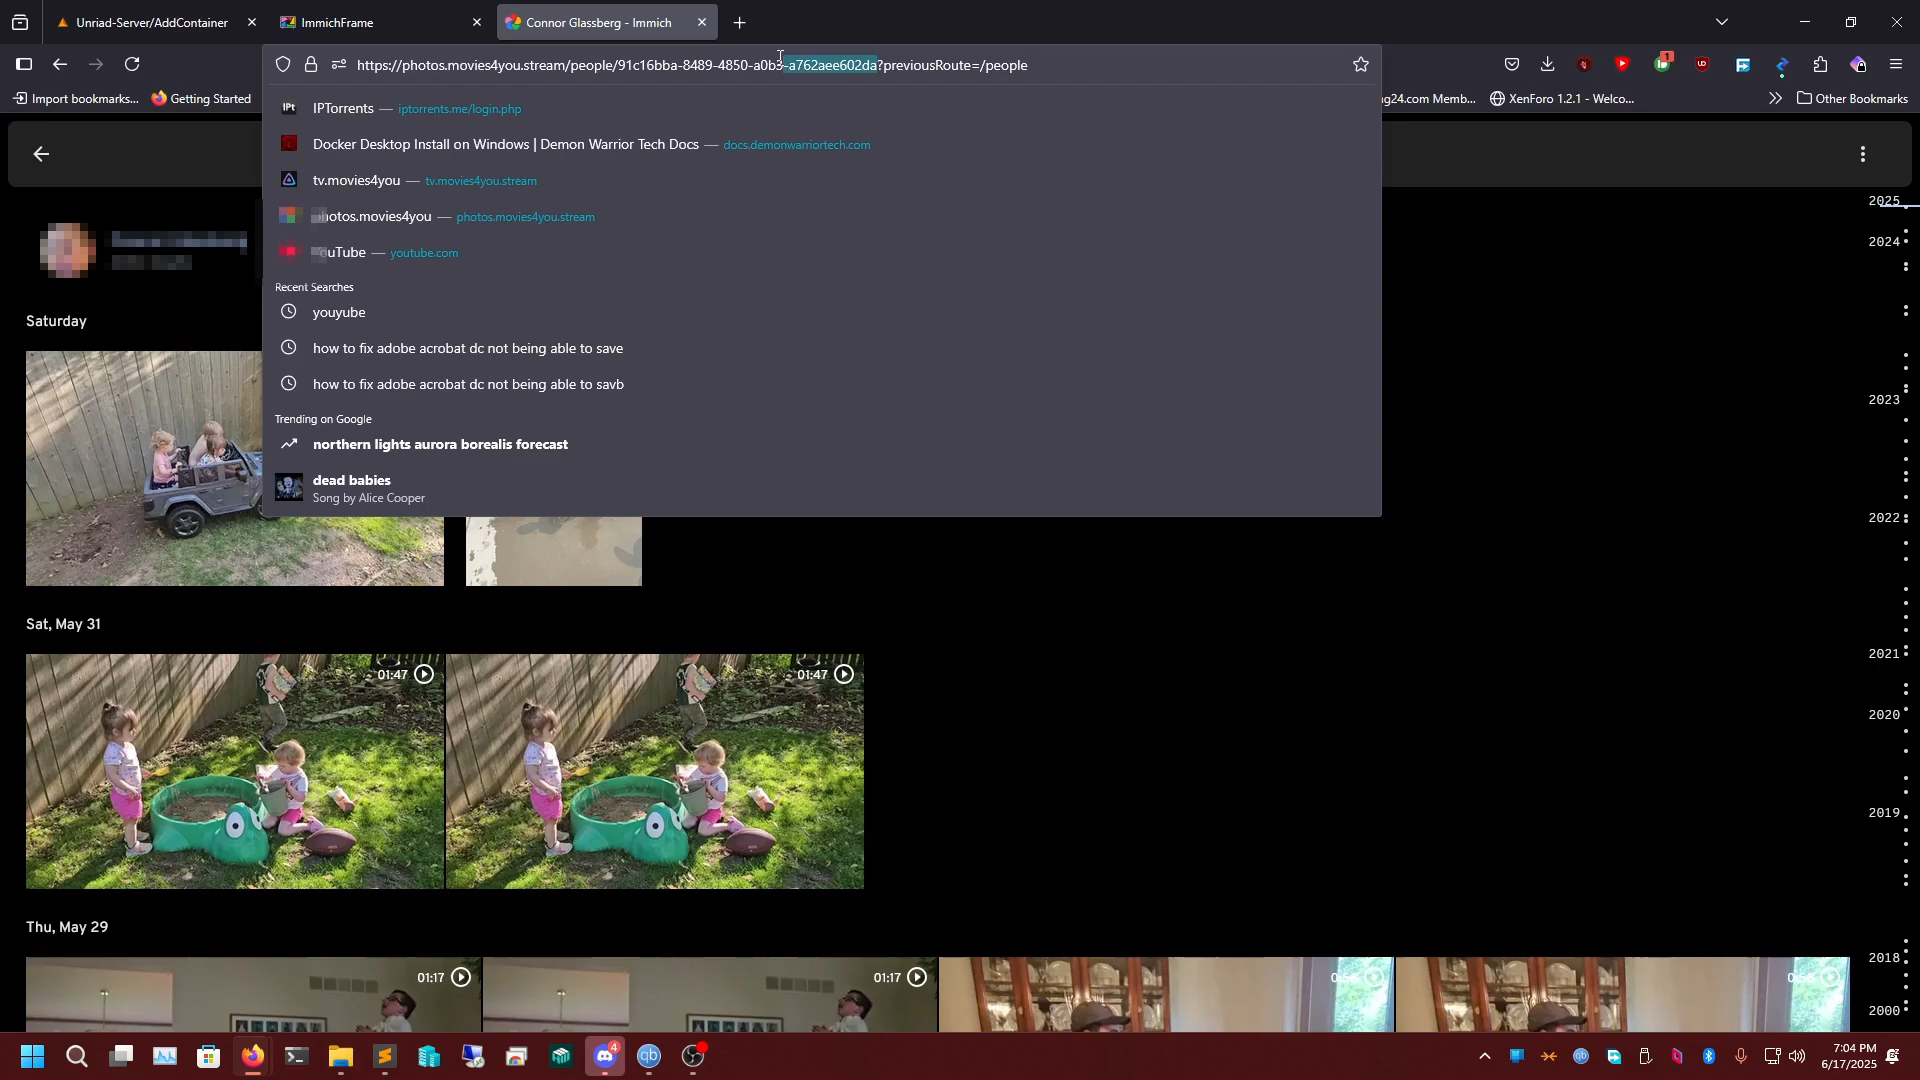 Unriad-Server/AddContainer
ImmichFrame
Connor Glassberg - Immich
https://photos.movies4you.stream/people/91c16bba-8489-4850-a0b3-a762aee602da?previousRoute=/people
Import bookmarks...
Getting Started
ng24.com Memb...
XenForo 1.2.1 - Welco...
Other Bookmarks
IPTorrents — iptorrents.me/login.php
Docker Desktop Install on Windows | Demon Warrior Tech Docs — docs.demonwarriortech.com
tv.movies4you — tv.movies4you.stream
hotos.movies4you — photos.movies4you.stream
ouTube — youtube.com
Recent Searches
youyube
how to fix adobe acrobat dc not being able to save
how to fix adobe acrobat dc not being able to savb
Trending on Google
northern lights aurora borealis forecast
dead babies
Song by Alice Cooper
Saturday
Sat, May 31
01:47
01:47
Thu, May 29
01:17
01:17
2025
2024
2023
2022
2021
2020
2019
2018
2000
7:04 PM
6/17/2025